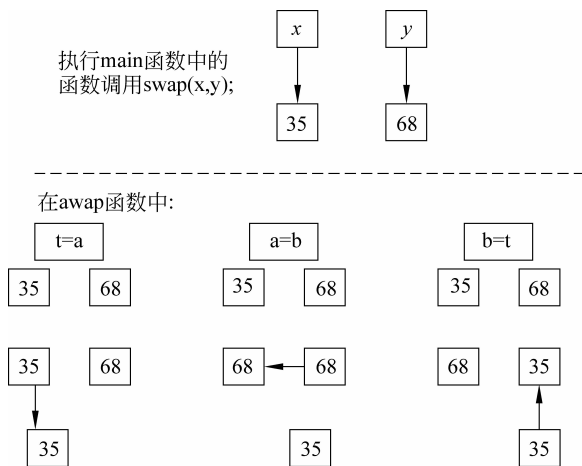 x y
执行main函数中的
函数调用swap(x,y);
35 68
在awap函数中:
t=a a=b b=t
35 68 35 68 35 68
35 68 68 68 68 35
35 35 35